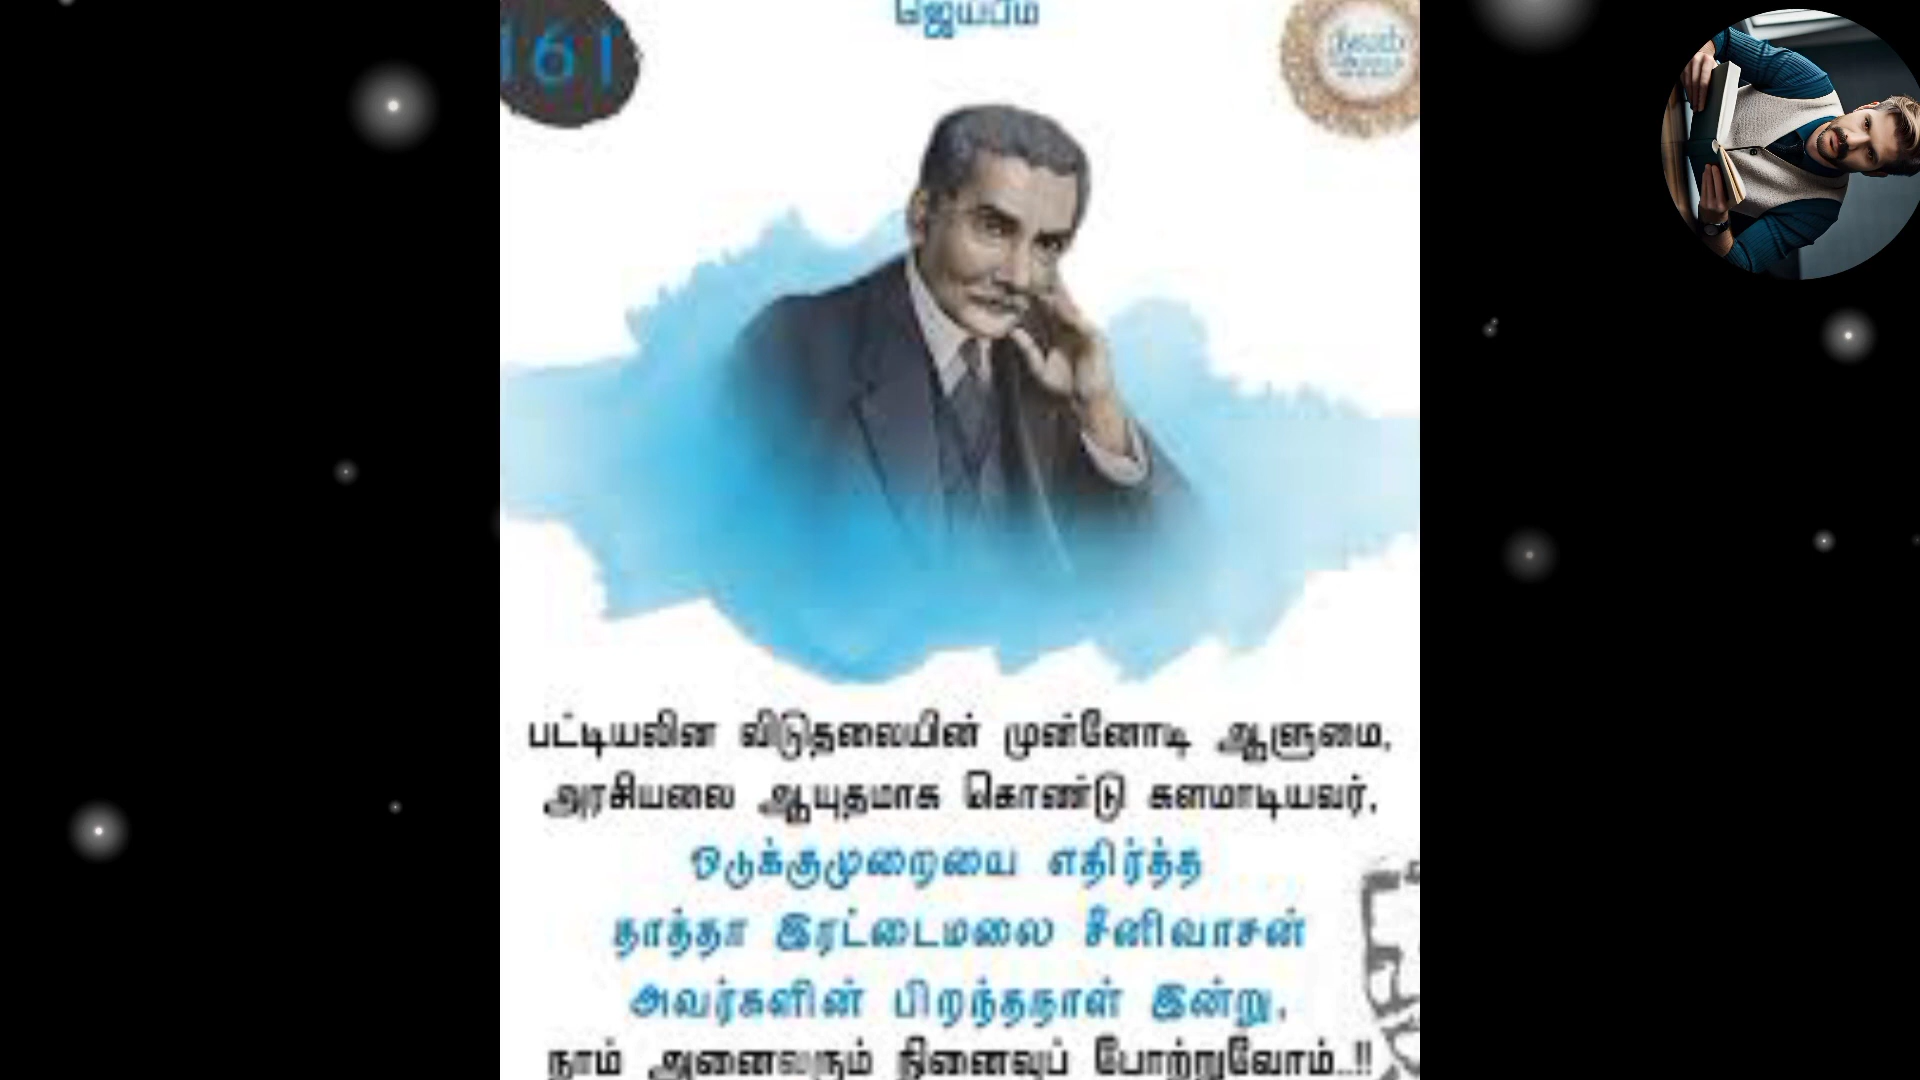 ஜெய்பீம்
161
பட்டியலின விடுதலையின் முன்னோடி ஆளுமை,
அரசியலை ஆயுதமாக கொண்டு களமாடியவர்,
ஒடுக்குமுறையை எதிர்த்த
தாத்தா இரட்டைமலை சீனிவாசன்
அவர்களின் பிறந்தநாள் இன்று,
நாம் அனைவரும் நினைவுப் போற்றுவோம்..!!